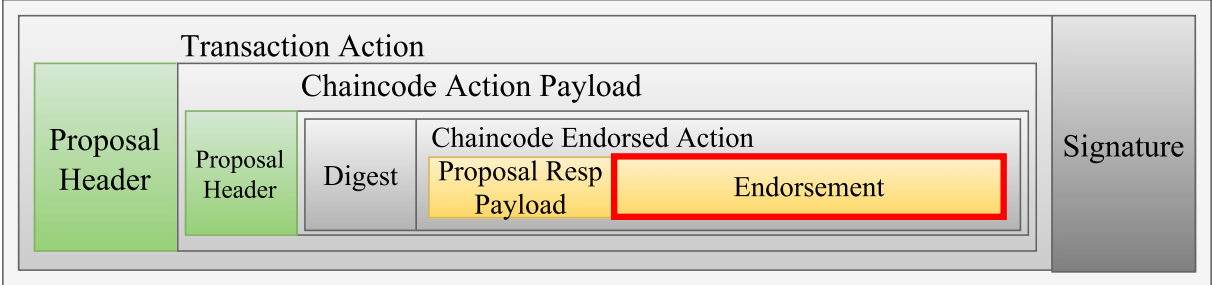 Transaction Action
Chaincode Action Payload
Proposal
Header
Proposal
Header
Digest
Chaincode Endorsed Action
Proposal Resp
Payload
Endorsement
Signature